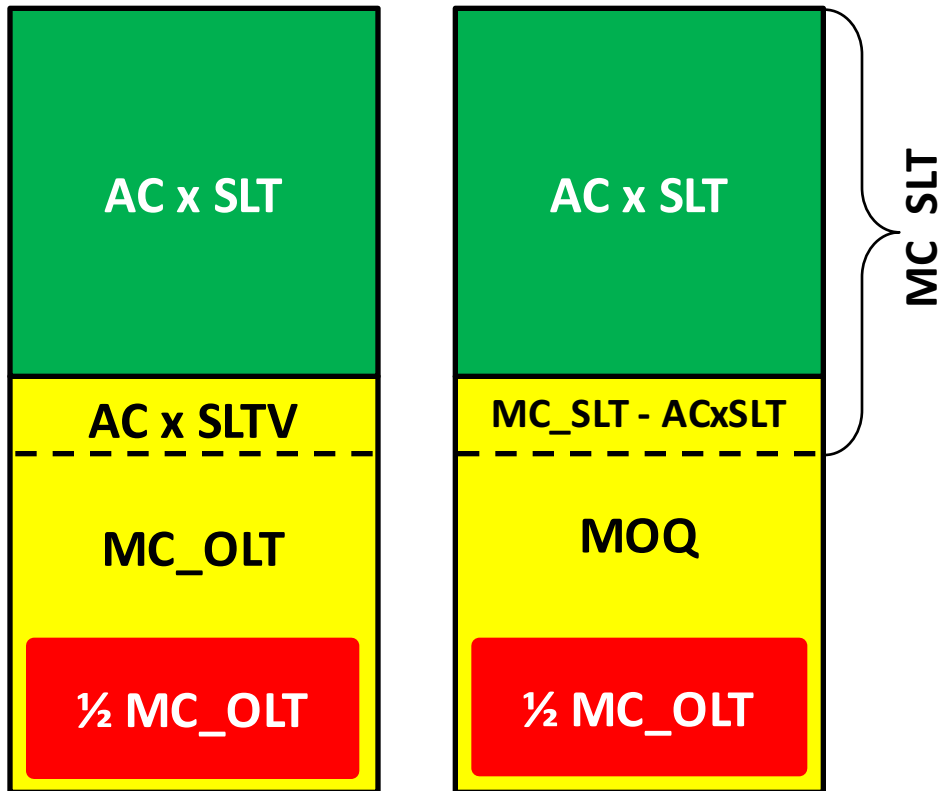 AC x SLT
AC x SLTV
MC_OLT
½ MC_OLT
AC x SLT
MC_SLT - ACxSLT
MOQ
½ MC_OLT
MC SLT